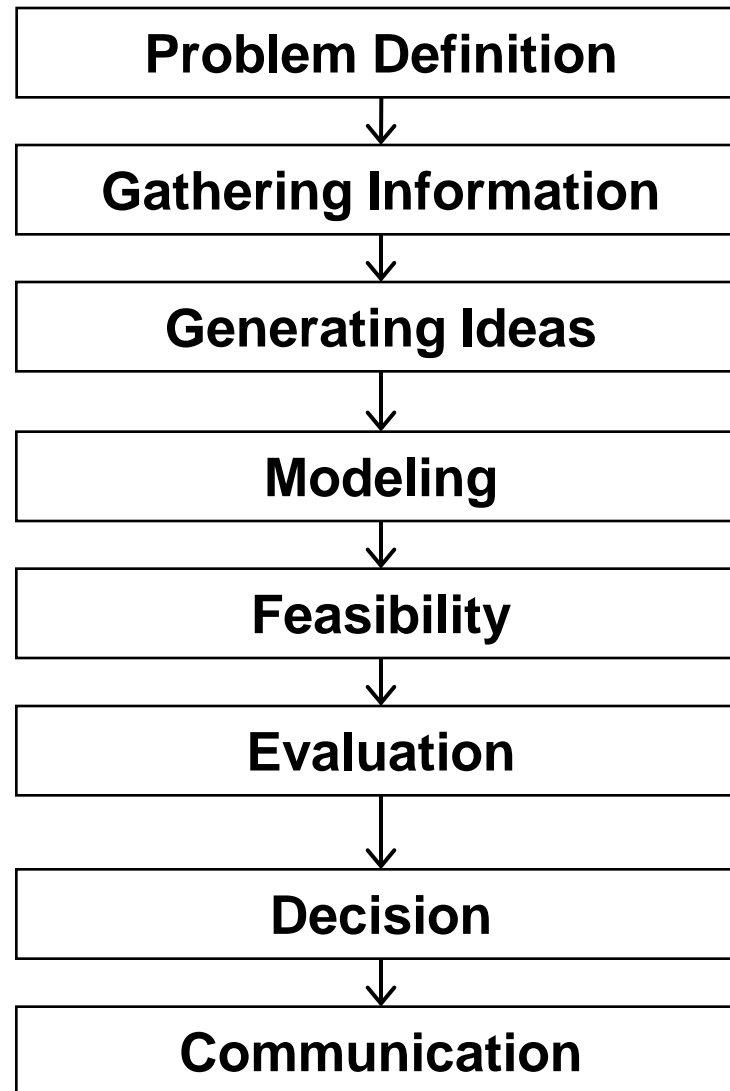 Problem Definition
Gathering Information
Generating Ideas
Modeling
Feasibility
Evaluation
Decision
Communication